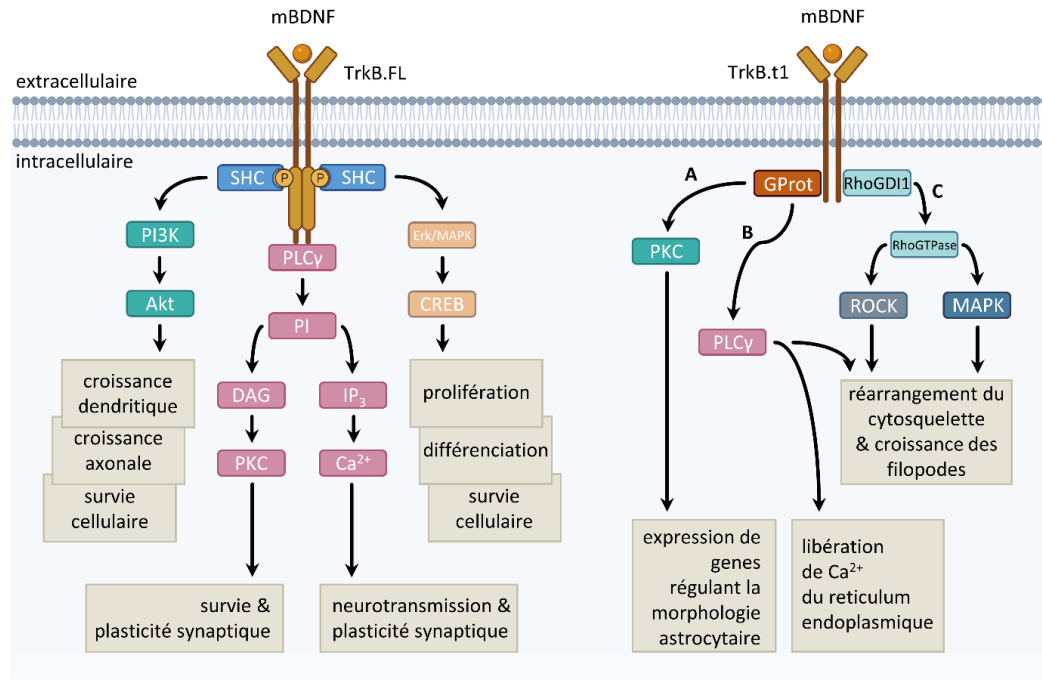 mBDNF
mBDNF
TrkB.FL
TrkB.t1
extracellulaire
intracellulaire
SHC
P
P
SHC
PI3K
Akt
croissance
dendritique
croissance
axonale
survie
cellulaire
PLCγ
PI
DAG
IP3
PKC
Ca2+
survie &
plasticité synaptique
neurotransmission &
plasticité synaptique
Erk/MAPK
CREB
prolifération
différenciation
survie
cellulaire
GProt
RhoGDI1
A
B
C
PKC
PLCγ
RhoGTPase
ROCK
MAPK
réarrangement du
cytosquelette
& croissance des
filopodes
expression de
genes
régulant la
morphologie
astrocytaire
libération
de Ca2+
du reticulum
endoplasmique